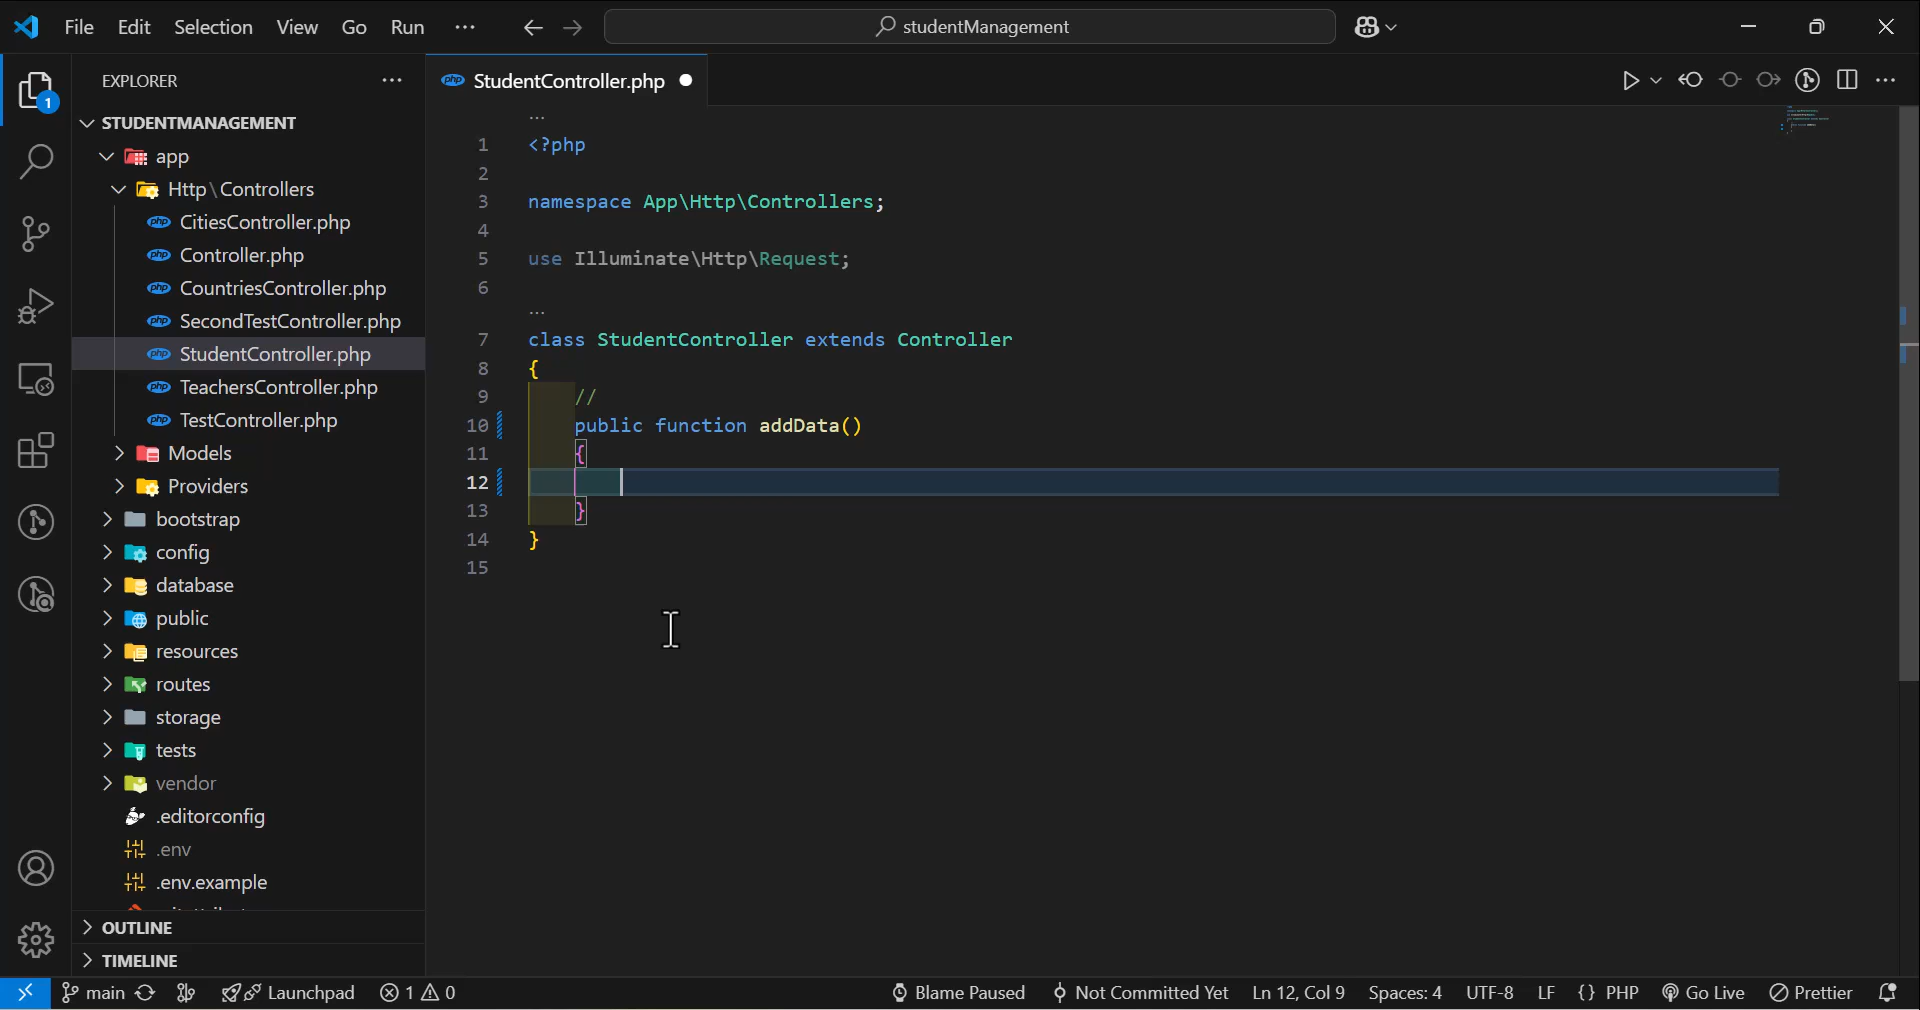 File Edit Selection View Go Run ... studentManagement
EXPLORER ...
StudentController.php
1
STUDENTMANAGEMENT
app
Http\Controllers
CitiesController.php
Controller.php
CountriesController.php
SecondTestController.php
StudentController.php
TeachersController.php
TestController.php
Models
Providers
bootstrap
config
database
public
resources
routes
storage
tests
vendor
.editorconfig
.env
.env.example
OUTLINE
TIMELINE
...
1 <?php
2
3 namespace App\Http\Controllers;
4
5 use Illuminate\Http\Request;
6
...
7 class StudentController extends Controller
8 {
9 //
10 public function addData()
11 {
12
13 }
14 }
15
main Launchpad 1 0 Blame Paused Not Committed Yet Ln 12, Col 9 Spaces: 4 UTF-8 LF {} PHP Go Live Prettier